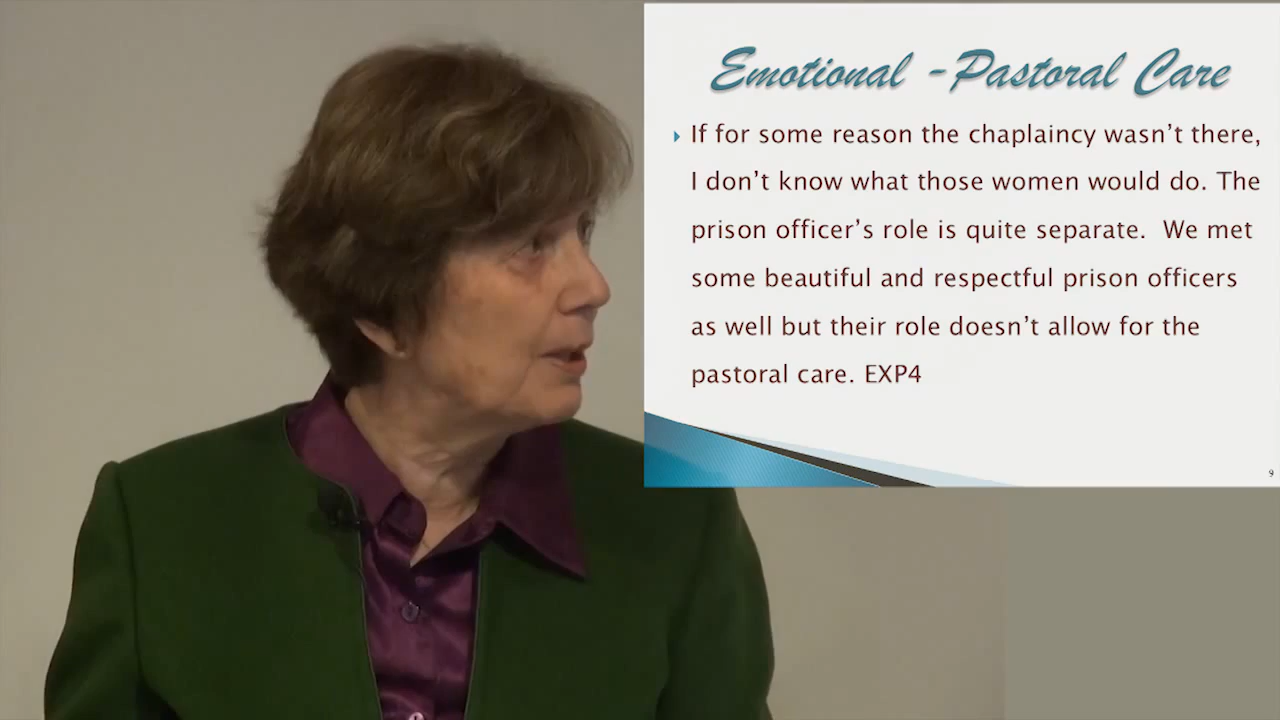 Emotional -Pastoral Care
If for some reason the chaplaincy wasn't there,
I don't know what those women would do. The
prison officer's role is quite separate.  We met
some beautiful and respectful prison officers
as well but their role doesn't allow for the
pastoral care. EXP4
9